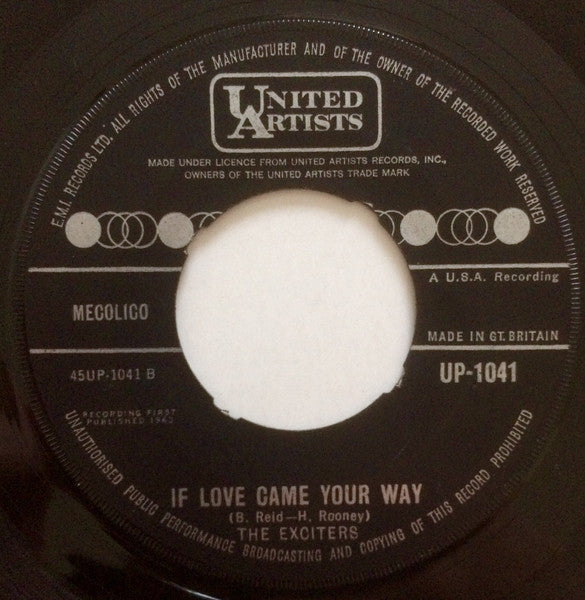 E.M.I. RECORDS LTD. ALL RIGHTS OF THE MANUFACTURER AND OF THE OWNER OF THE RECORDED WORK RESERVED
UNITED
ARTISTS
MADE UNDER LICENCE FROM UNITED ARTISTS RECORDS, INC.,
OWNERS OF THE UNITED ARTISTS TRADE MARK
A U.S.A. Recording
MECOLICO
MADE IN GT. BRITAIN
45UP-1041 B
UP-1041
RECORDING FIRST
PUBLISHED 1963
IF LOVE CAME YOUR WAY
(B. Reid—H. Rooney)
THE EXCITERS
UNAUTHORISED PUBLIC PERFORMANCE BROADCASTING AND COPYING OF THIS RECORD PROHIBITED